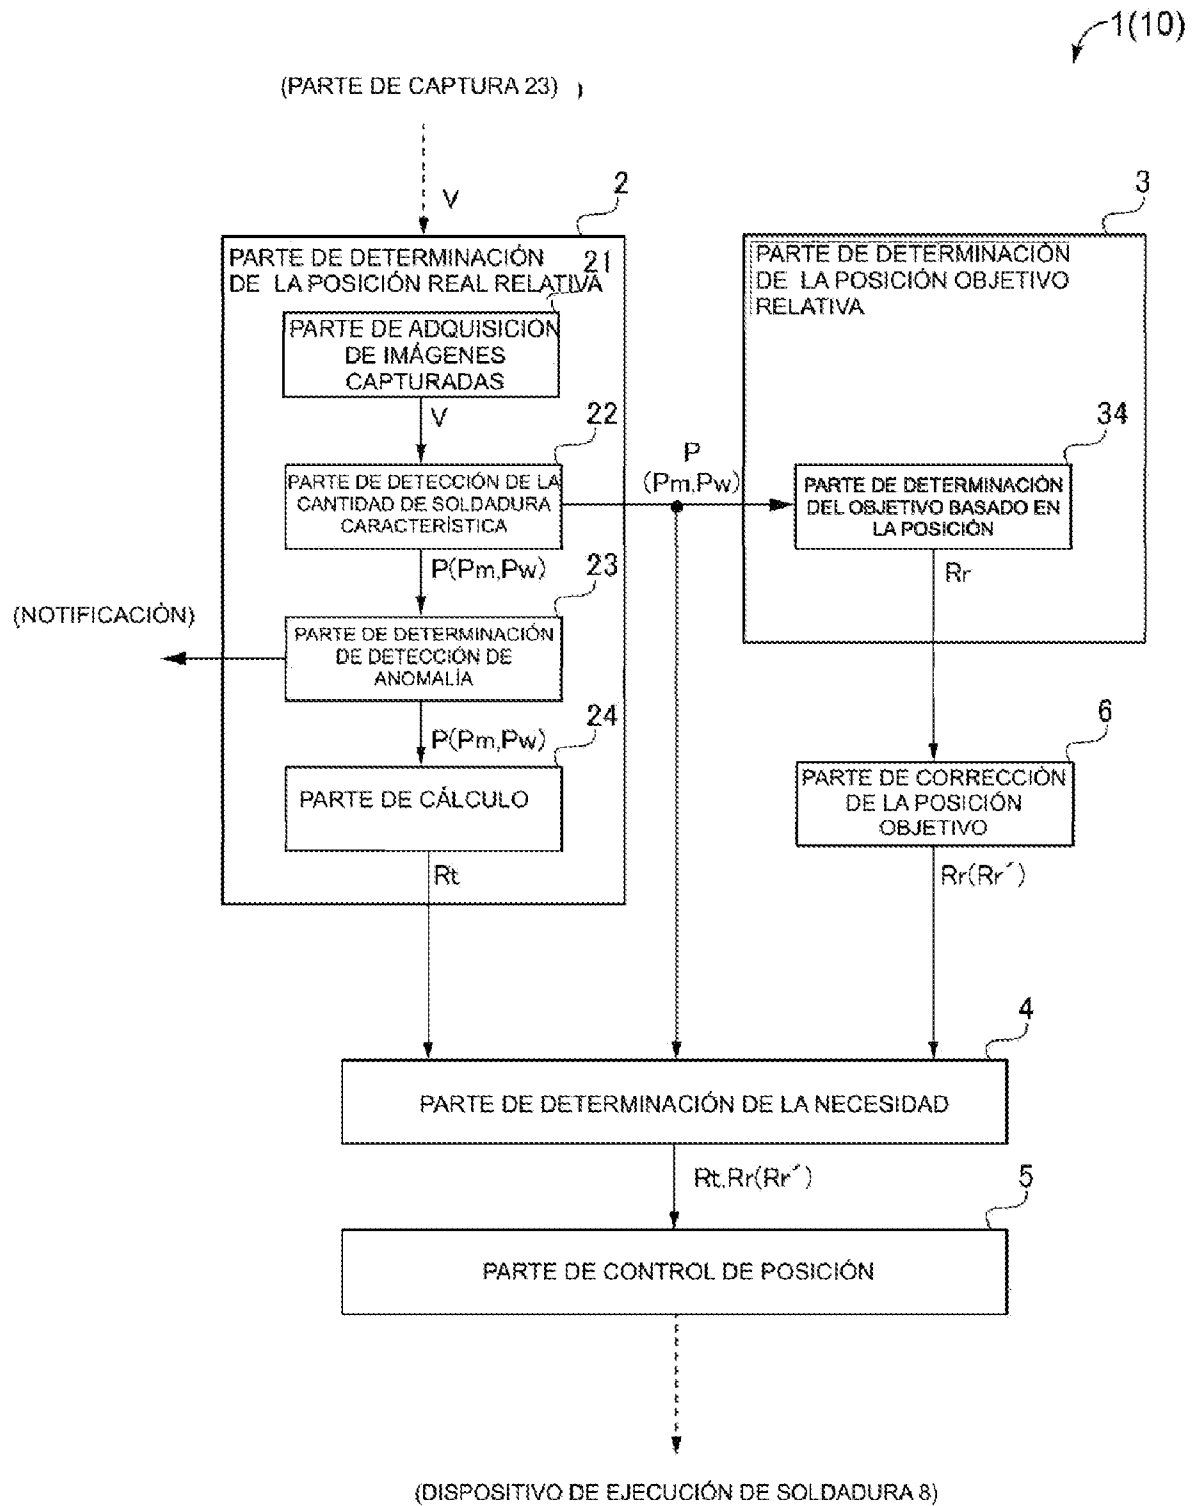 1(10)
(PARTE DE CAPTURA 23)
V
2
3
PARTE DE DETERMINACIÓN
DE LA POSICIÓN REAL RELATIVA
21
PARTE DE ADQUISICIÓN
DE IMÁGENES
CAPTURADAS
V
22
PARTE DE DETECCIÓN DE LA
CANTIDAD DE SOLDADURA
CARACTERÍSTICA
P(Pm,Pw)
23
PARTE DE DETERMINACIÓN
DE DETECCIÓN DE
ANOMALÍA
(NOTIFICACIÓN)
P(Pm,Pw)
24
PARTE DE CÁLCULO
Rt
P
(Pm,Pw)
PARTE DE DETERMINACIÓN
DE LA POSICIÓN OBJETIVO
RELATIVA
34
PARTE DE DETERMINACIÓN
DEL OBJETIVO BASADO EN
LA POSICIÓN
Rr
6
PARTE DE CORRECCIÓN
DE LA POSICIÓN
OBJETIVO
Rr(Rr´)
4
PARTE DE DETERMINACIÓN DE LA NECESIDAD
Rt,Rr(Rr´)
5
PARTE DE CONTROL DE POSICIÓN
(DISPOSITIVO DE EJECUCIÓN DE SOLDADURA 8)